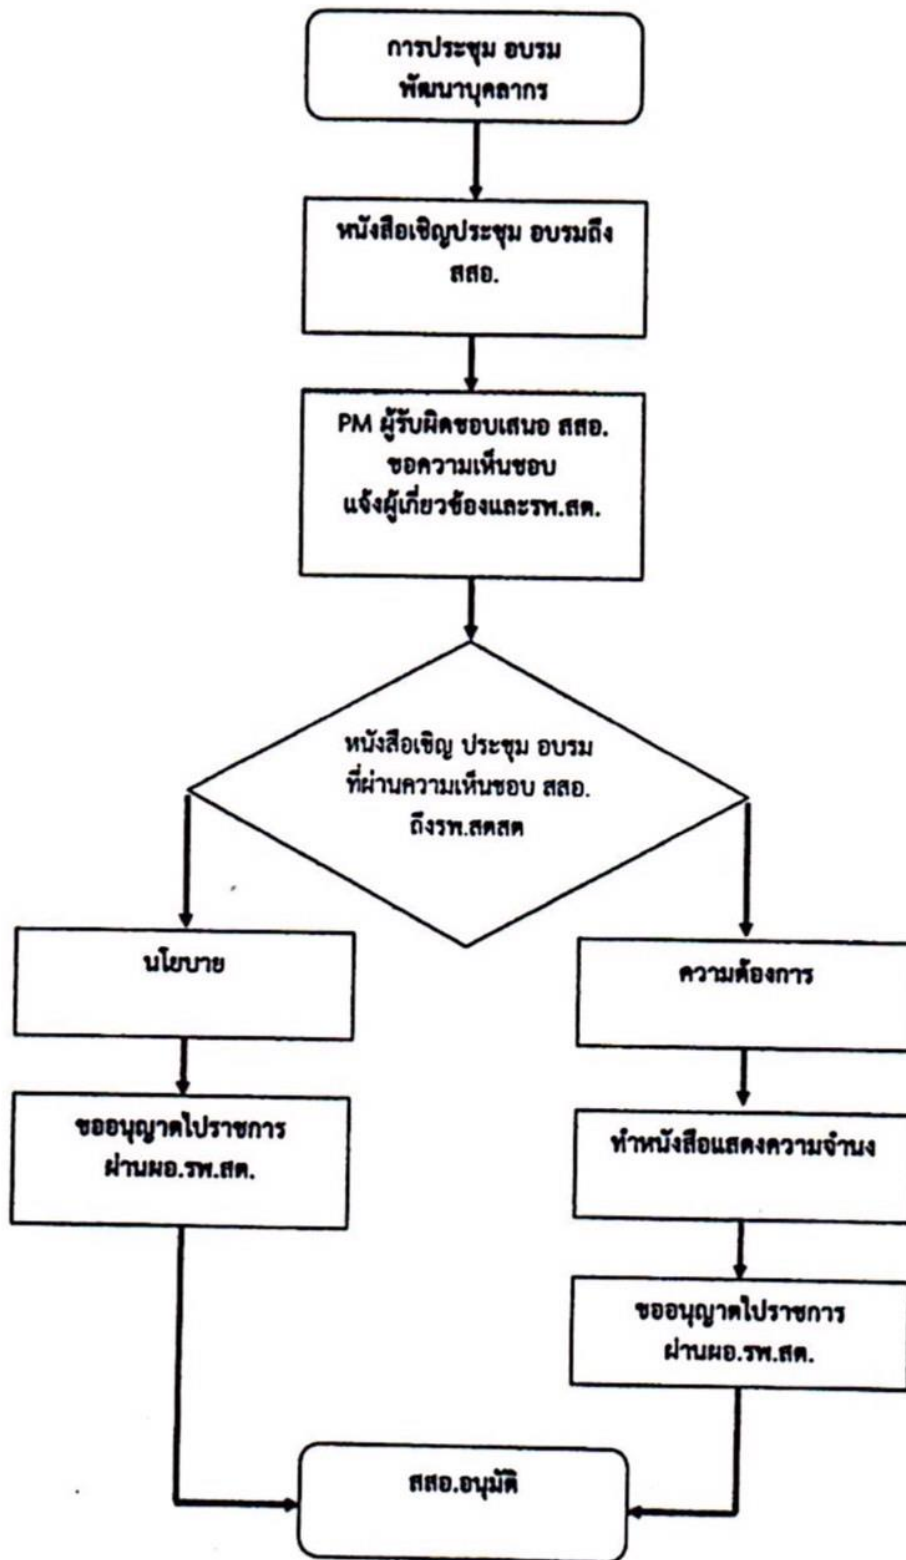 การประชุม อบรม
พัฒนาบุคลากร
หนังสือเชิญประชุม อบรมถึง
สสอ.
PM ผู้รับผิดชอบเสนอ สสอ.
ขอความเห็นชอบ
แจ้งผู้เกี่ยวข้องและรพ.สต.
หนังสือเชิญ ประชุม อบรม
ที่ผ่านความเห็นชอบ สสอ.
ถึงรพ.สตสต
นโยบาย
ความต้องการ
ขออนุญาตไปราชการ
ผ่านผอ.รพ.สต.
ทำหนังสือแสดงความจำนง
ขออนุญาตไปราชการ
ผ่านผอ.รพ.สต.
สสอ.อนุมัติ